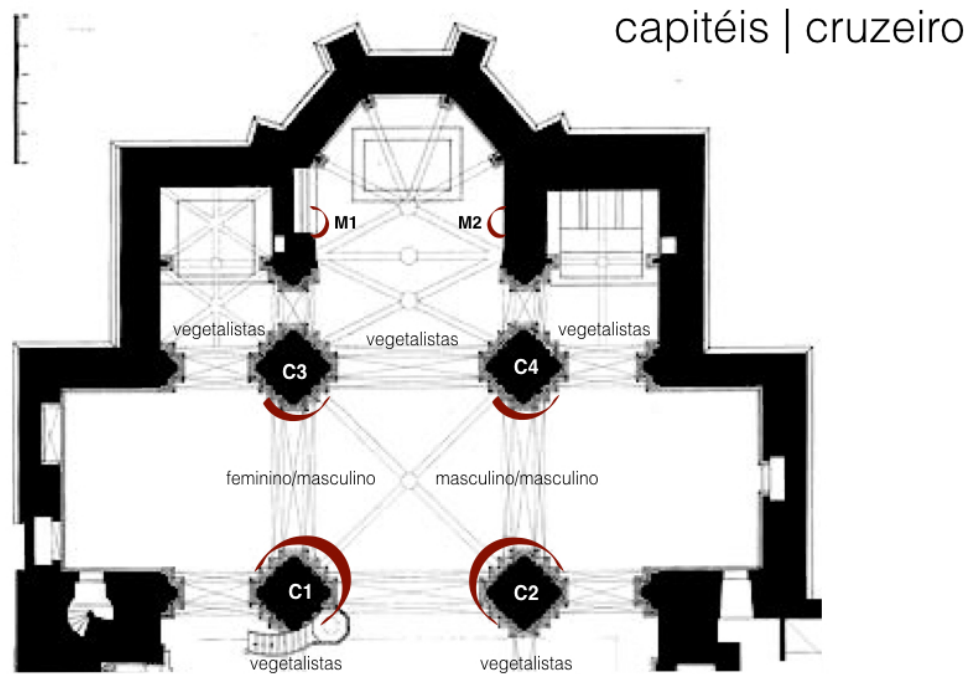 capitéis | cruzeiro
M1
M2
vegetalistas
vegetalistas
vegetalistas
C3
C4
feminino/masculino
masculino/masculino
C1
C2
vegetalistas
vegetalistas